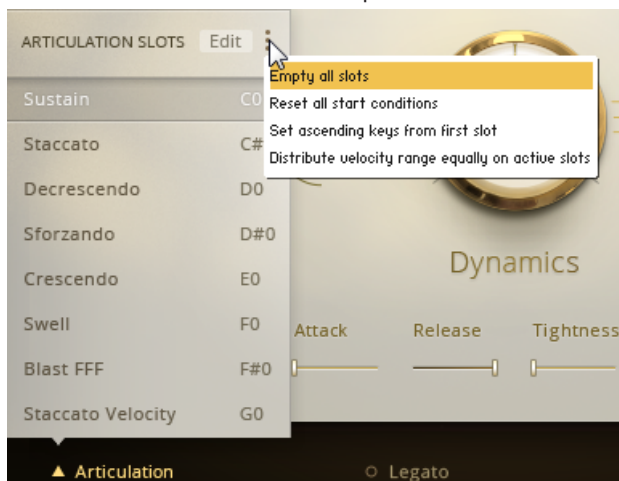 ARTICULATION SLOTS Edit
Empty all slots
Sustain C0
Reset all start conditions
Set ascending keys from first slot
Staccato C#
Distribute velocity range equally on active slots
Decrescendo D0
Sforzando D#0
Dynamics
Crescendo E0
Swell F0
Attack Release Tightness
Blast FFF F#0
Staccato Velocity G0
Articulation Legato